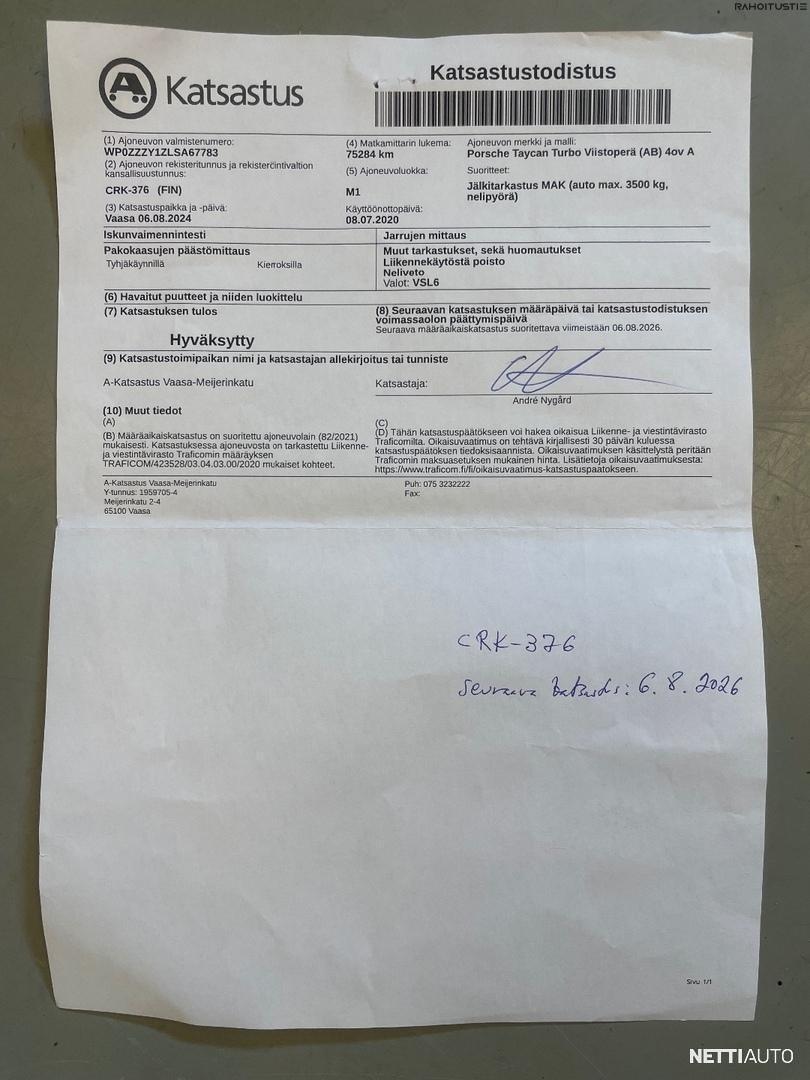 RAHOITUSTIE
A Katsastus
Katsastustodistus
(1) Ajoneuvon valmistenumero:
WP0ZZZY1ZLSA67783
(2) Ajoneuvon rekisteritunnus ja rekisteröintivaltion
kansallisuustunnus:
CRK-376 (FIN)
(3) Katsastuspaikka ja -päivä:
Vaasa 06.08.2024
(4) Matkamittarin lukema:
75284 km
(5) Ajoneuvoluokka:
M1
Käyttöönottopäivä:
08.07.2020
Ajoneuvon merkki ja malli:
Porsche Taycan Turbo Viistoperä (AB) 4ov A
Suoritteet:
Jälkitarkastus MAK (auto max. 3500 kg,
nelipyörä)
Iskunvaimennintesti
Jarrujen mittaus
Pakokaasujen päästömittaus
Tyhjäkäynnillä Kierroksilla
Muut tarkastukset, sekä huomautukset
Liikennekäytöstä poisto
Neliveto
Valot: VSL6
(6) Havaitut puutteet ja niiden luokittelu
(7) Katsastuksen tulos
Hyväksytty
(8) Seuraavan katsastuksen määräpäivä tai katsastustodistuksen
voimassaolon päättymispäivä
Seuraava määräaikaiskatsastus suoritettava viimeistään 06.08.2026.
(9) Katsastustoimipaikan nimi ja katsastajan allekirjoitus tai tunniste
A-Katsastus Vaasa-Meijerinkatu
Katsastaja:
André Nygård
(10) Muut tiedot
(A)
(B) Määräaikaiskatsastus on suoritettu ajoneuvolain (82/2021)
mukaisesti. Katsastuksessa ajoneuvosta on tarkastettu Liikenne-
ja viestintävirasto Traficomin määräyksen
TRAFICOM/423528/03.04.03.00/2020 mukaiset kohteet.
(C)
(D) Tähän katsastuspäätökseen voi hakea oikaisua Liikenne- ja viestintävirasto
Traficomilta. Oikaisuvaatimus on tehtävä kirjallisesti 30 päivän kuluessa
katsastuspäätöksen tiedoksisaannista. Oikaisuvaatimuksen käsittelystä peritään
Traficomin maksuasetuksen mukainen hinta. Lisätietoja oikaisuvaatimuksesta:
https://www.traficom.fi/fi/oikaisuvaatimus-katsastuspaatokseen.
A-Katsastus Vaasa-Meijerinkatu
Y-tunnus: 1959705-4
Meijerinkatu 2-4
65100 Vaasa
Puh: 075 3232222
Fax:
CRK-376
Seuraava katsastus: 6.8.2026
Sivu 1/1
NETTIAUTO